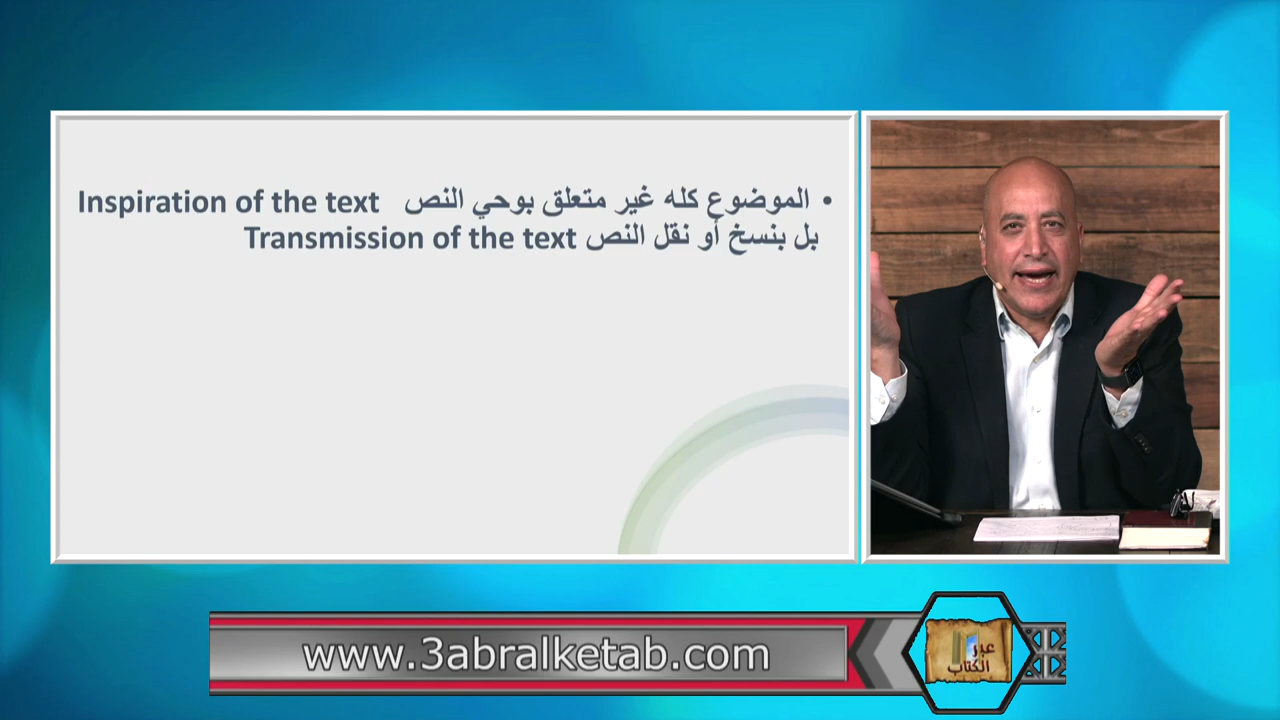 • الموضوع كله غير متعلق بوحي النص Inspiration of the text
بل بنسخ أو نقل النص Transmission of the text
www.3abralketab.com
عبر
الكتاب